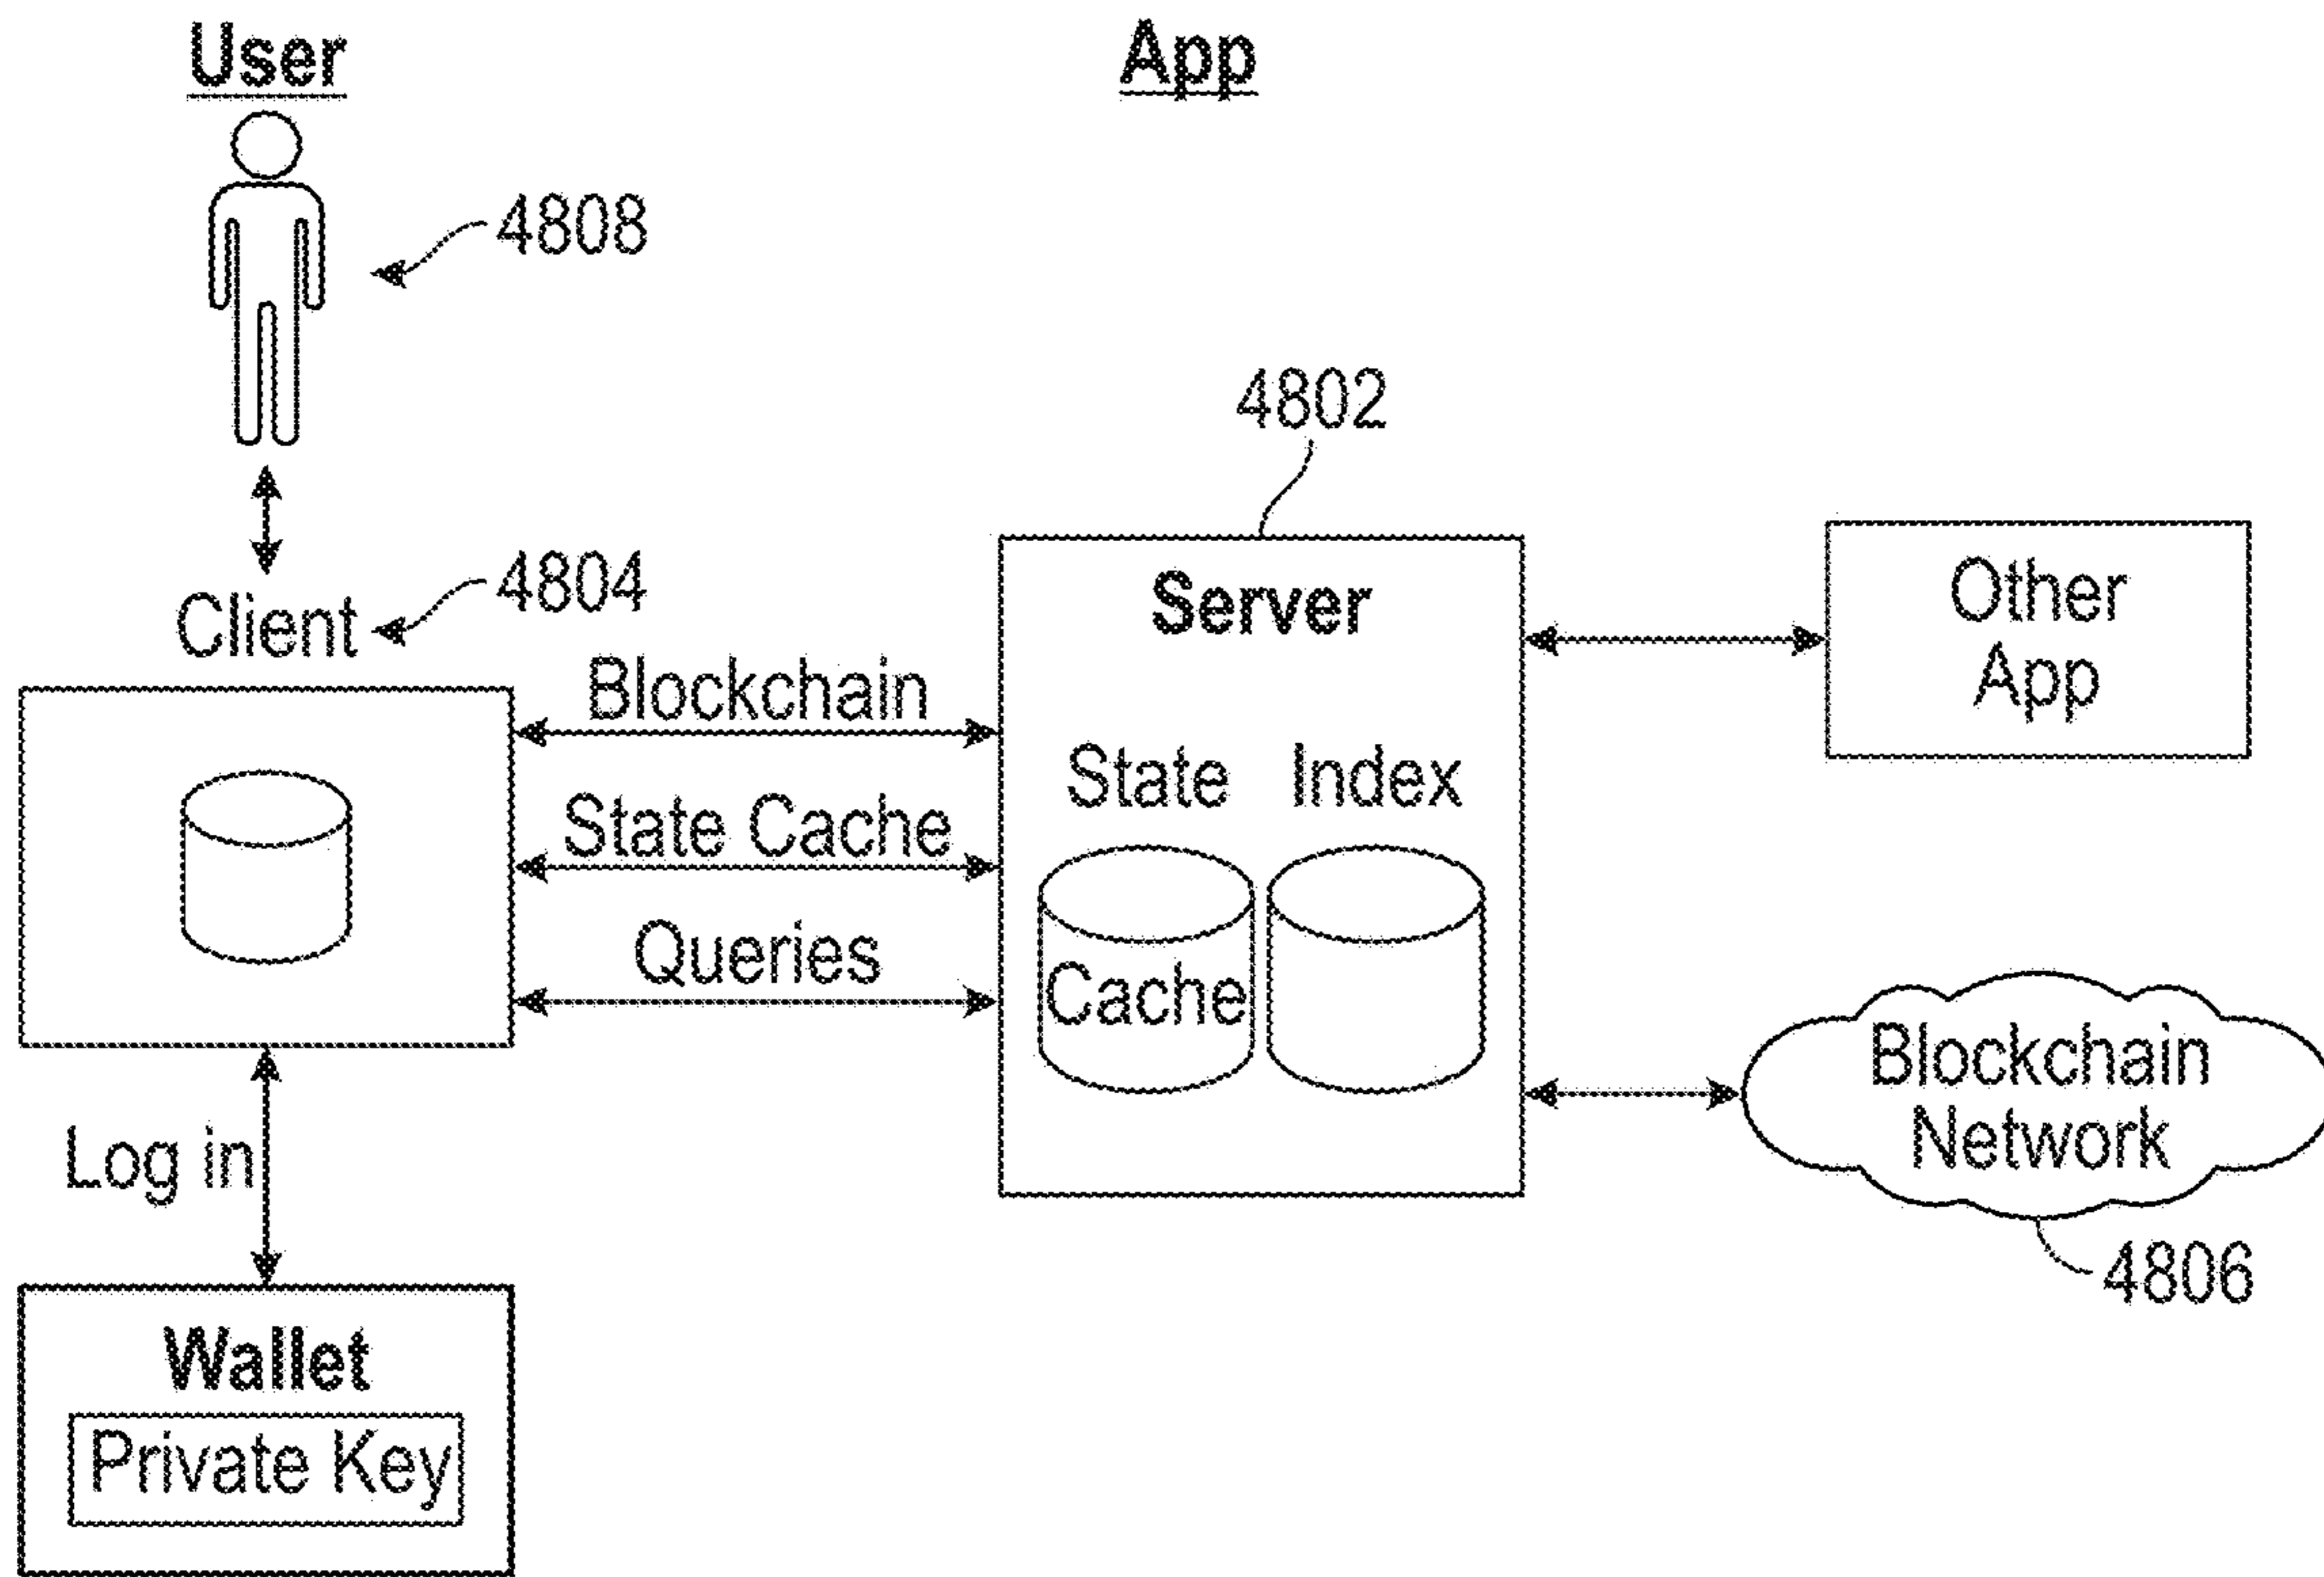 User
App
4808
4802
4804
Client
Server
Other
App
Blockchain
State Cache
Queries
State
Index
Cache
Blockchain
Network
4806
Log in
Wallet
Private Key